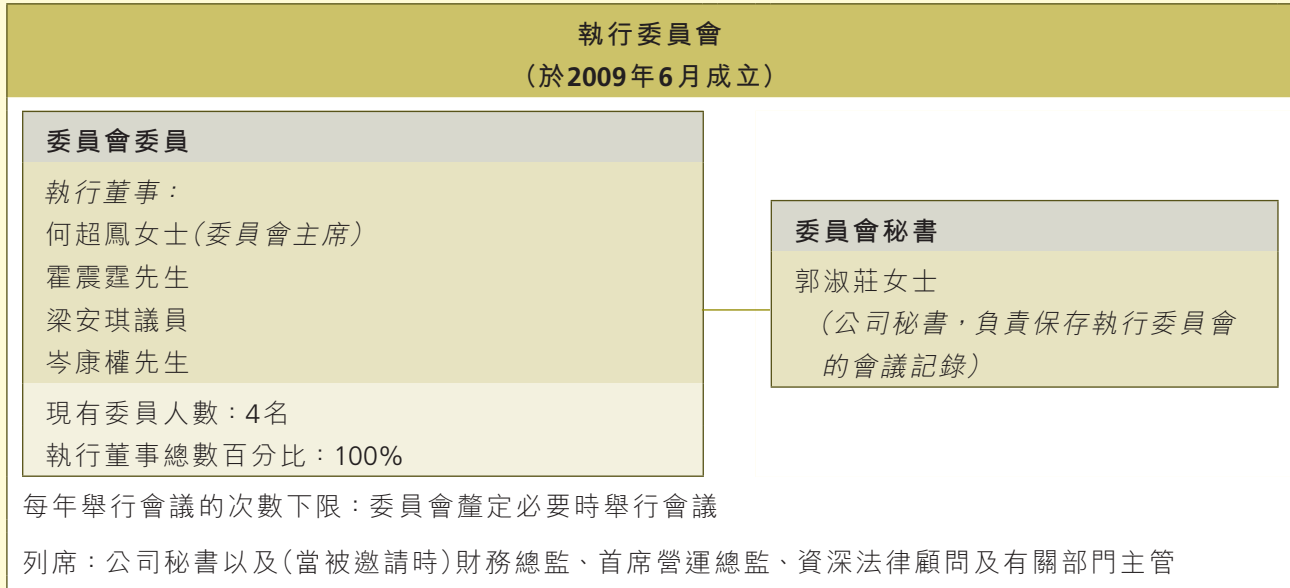 執行委員會
（於2009年6月成立）
委員會委員
執行董事：
何超鳳女士（委員會主席）
霍震霆先生
梁安琪議員
岑康權先生
現有委員人數：4名
執行董事總數百分比：100%
委員會秘書
郭淑莊女士
（公司秘書，負責保存執行委員會
的會議記錄）
每年舉行會議的次數下限：委員會釐定必要時舉行會議
列席：公司秘書以及（當被邀請時）財務總監、首席營運總監、資深法律顧問及有關部門主管